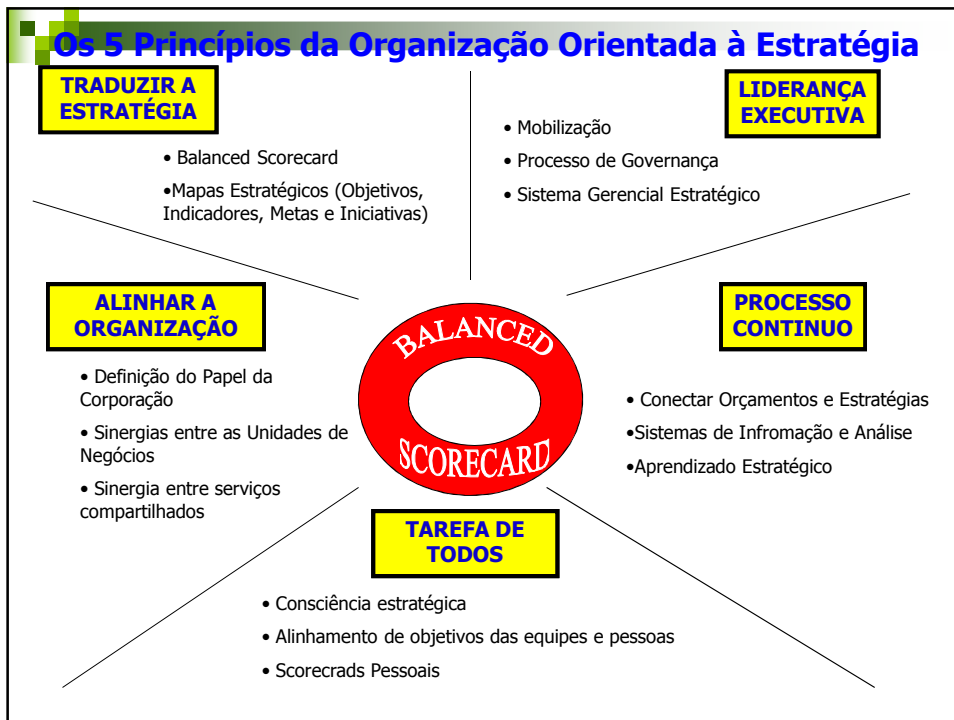 Os 5 Princípios da Organização Orientada à Estratégia
TRADUZIR A
ESTRATÉGIA
• Balanced Scorecard
•Mapas Estratégicos (Objetivos,
Indicadores, Metas e Iniciativas)
LIDERANÇA
EXECUTIVA
• Mobilização
• Processo de Governança
• Sistema Gerencial Estratégico
ALINHAR A
ORGANIZAÇÃO
• Definição do Papel da
Corporação
• Sinergias entre as Unidades de
Negócios
• Sinergia entre serviços
compartilhados
BALANCED
SCORECARD
PROCESSO
CONTINUO
• Conectar Orçamentos e Estratégias
•Sistemas de Infromação e Análise
•Aprendizado Estratégico
TAREFA DE
TODOS
• Consciência estratégica
• Alinhamento de objetivos das equipes e pessoas
• Scorecrads Pessoais